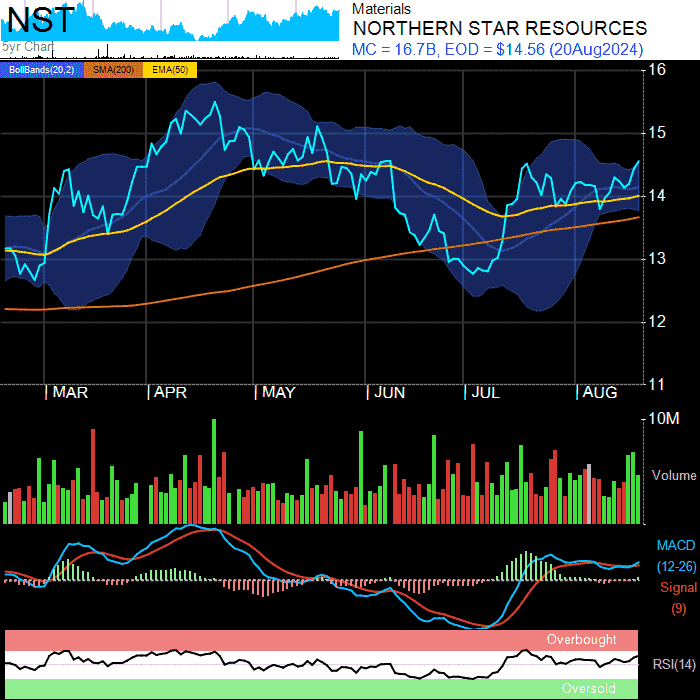 NST
5yr Chart
Materials
NORTHERN STAR RESOURCES
MC = 16.7B, EOD = $14.56 (20Aug2024)
BollBands(20,2) SMA(200) EMA(50)
16
15
14
13
12
11
MAR APR MAY JUN JUL AUG
10M
Volume
MACD
(12-26)
Signal
(9)
Overbought
RSI(14)
Oversold